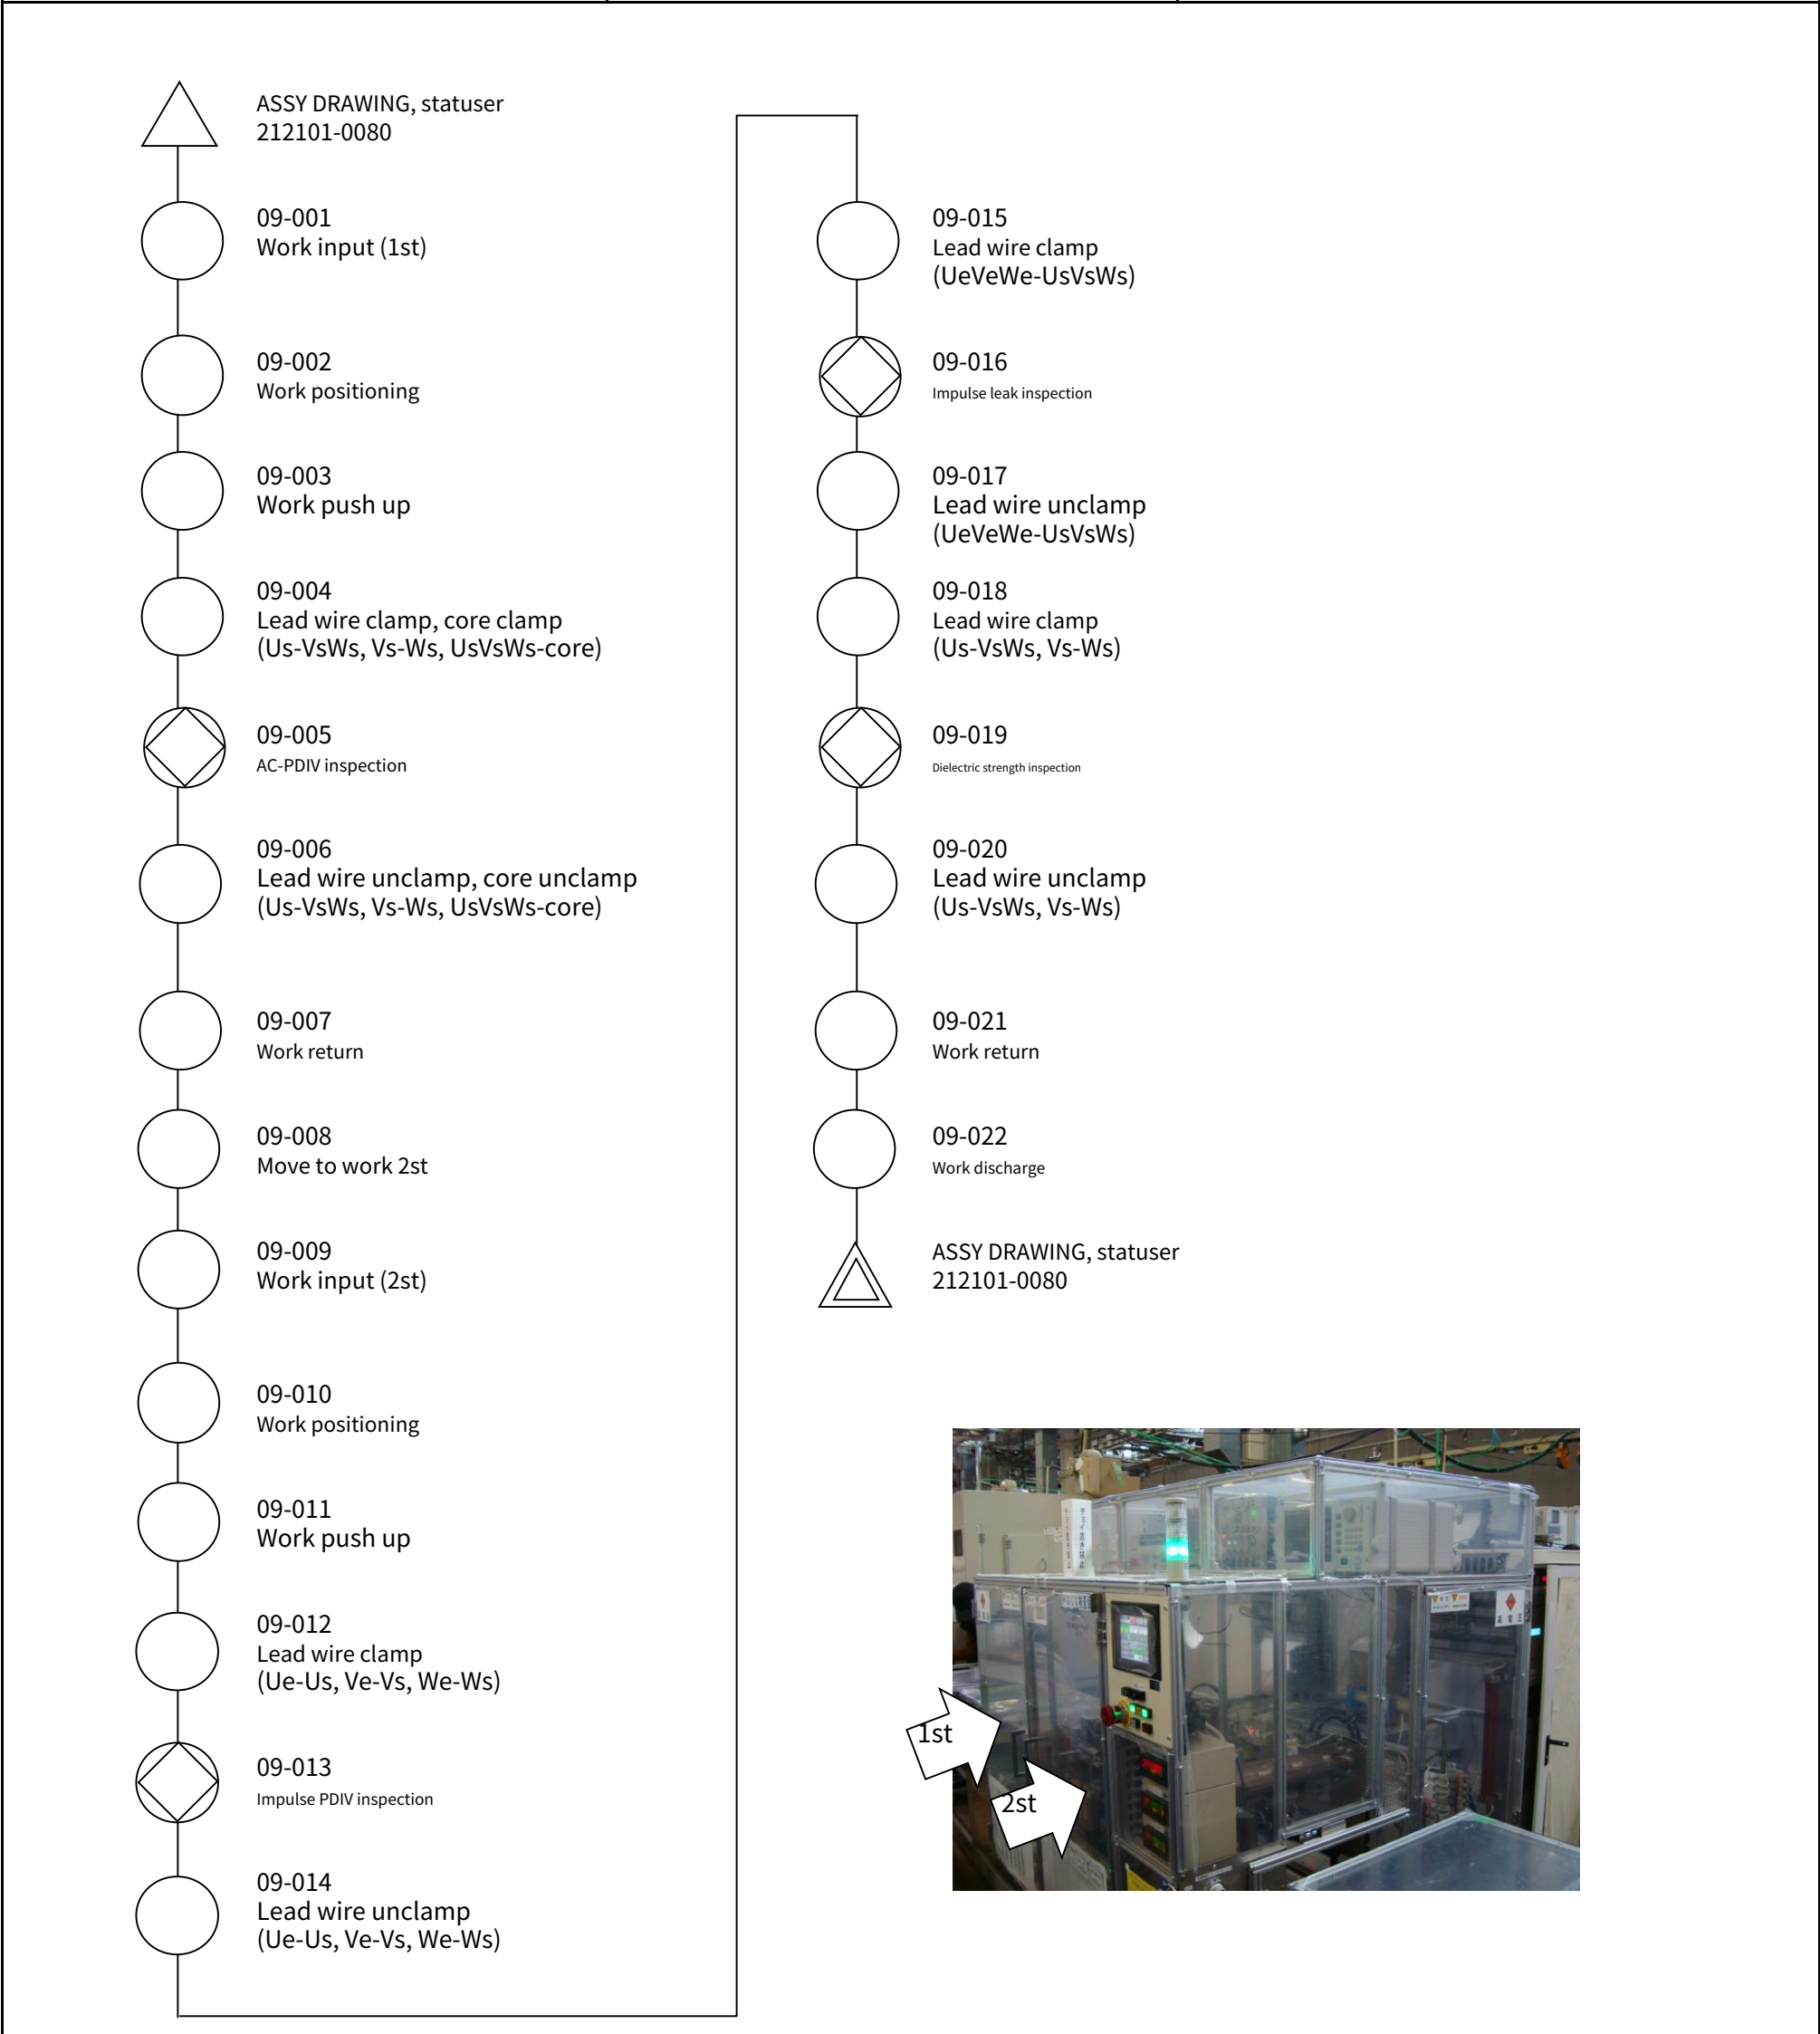 ASSY DRAWING, statuser
212101-0080
09-001
Work input (1st)
09-002
Work positioning
09-003
Work push up
09-004
Lead wire clamp, core clamp
(Us-VsWs, Vs-Ws, UsVsWs-core)
09-005
AC-PDIV inspection
09-006
Lead wire unclamp, core unclamp
(Us-VsWs, Vs-Ws, UsVsWs-core)
09-007
Work return
09-008
Move to work 2st
09-009
Work input (2st)
09-010
Work positioning
09-011
Work push up
09-012
Lead wire clamp
(Ue-Us, Ve-Vs, We-Ws)
09-013
Impulse PDIV inspection
09-014
Lead wire unclamp
(Ue-Us, Ve-Vs, We-Ws)
09-015
Lead wire clamp
(UeVeWe-UsVsWs)
09-016
Impulse leak inspection
09-017
Lead wire unclamp
(UeVeWe-UsVsWs)
09-018
Lead wire clamp
(Us-VsWs, Vs-Ws)
09-019
Dielectric strength inspection
09-020
Lead wire unclamp
(Us-VsWs, Vs-Ws)
09-021
Work return
09-022
Work discharge
ASSY DRAWING, statuser
212101-0080
1st
2st